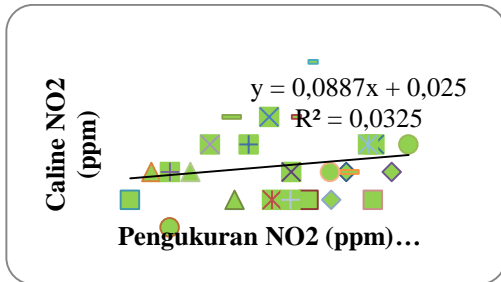 Caline NO2
(ppm)
y = 0,0887x + 0,025
R² = 0,0325
Pengukuran NO2 (ppm)…